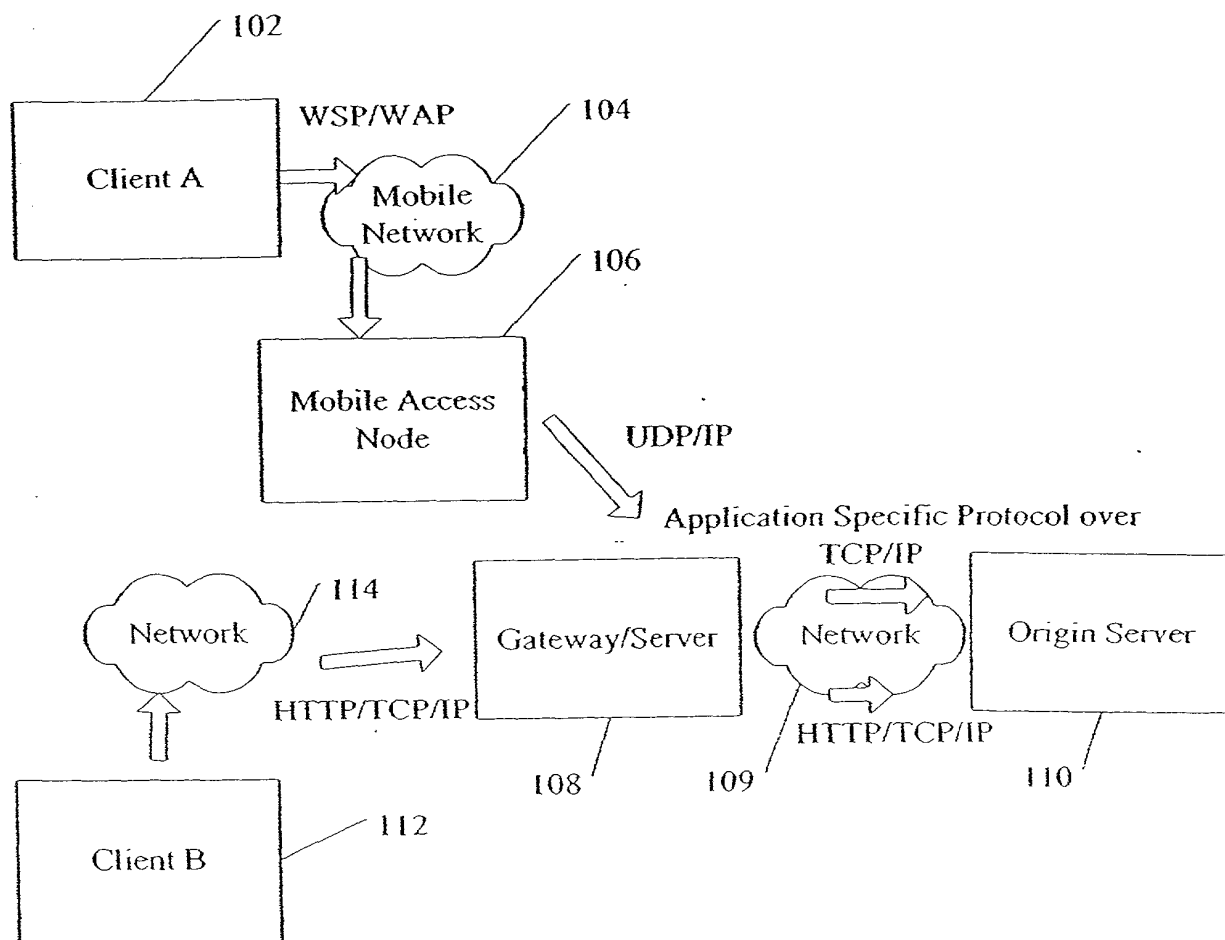 102
WSP/WAP
104
Client A
Mobile
Network
106
Mobile Access
Node
UDP/IP
Application Specific Protocol over
TCP/IP
114
Network
Gateway/Server
Network
Origin Server
HTTP/TCP/IP
HTTP/TCP/IP
108
109
110
112
Client B